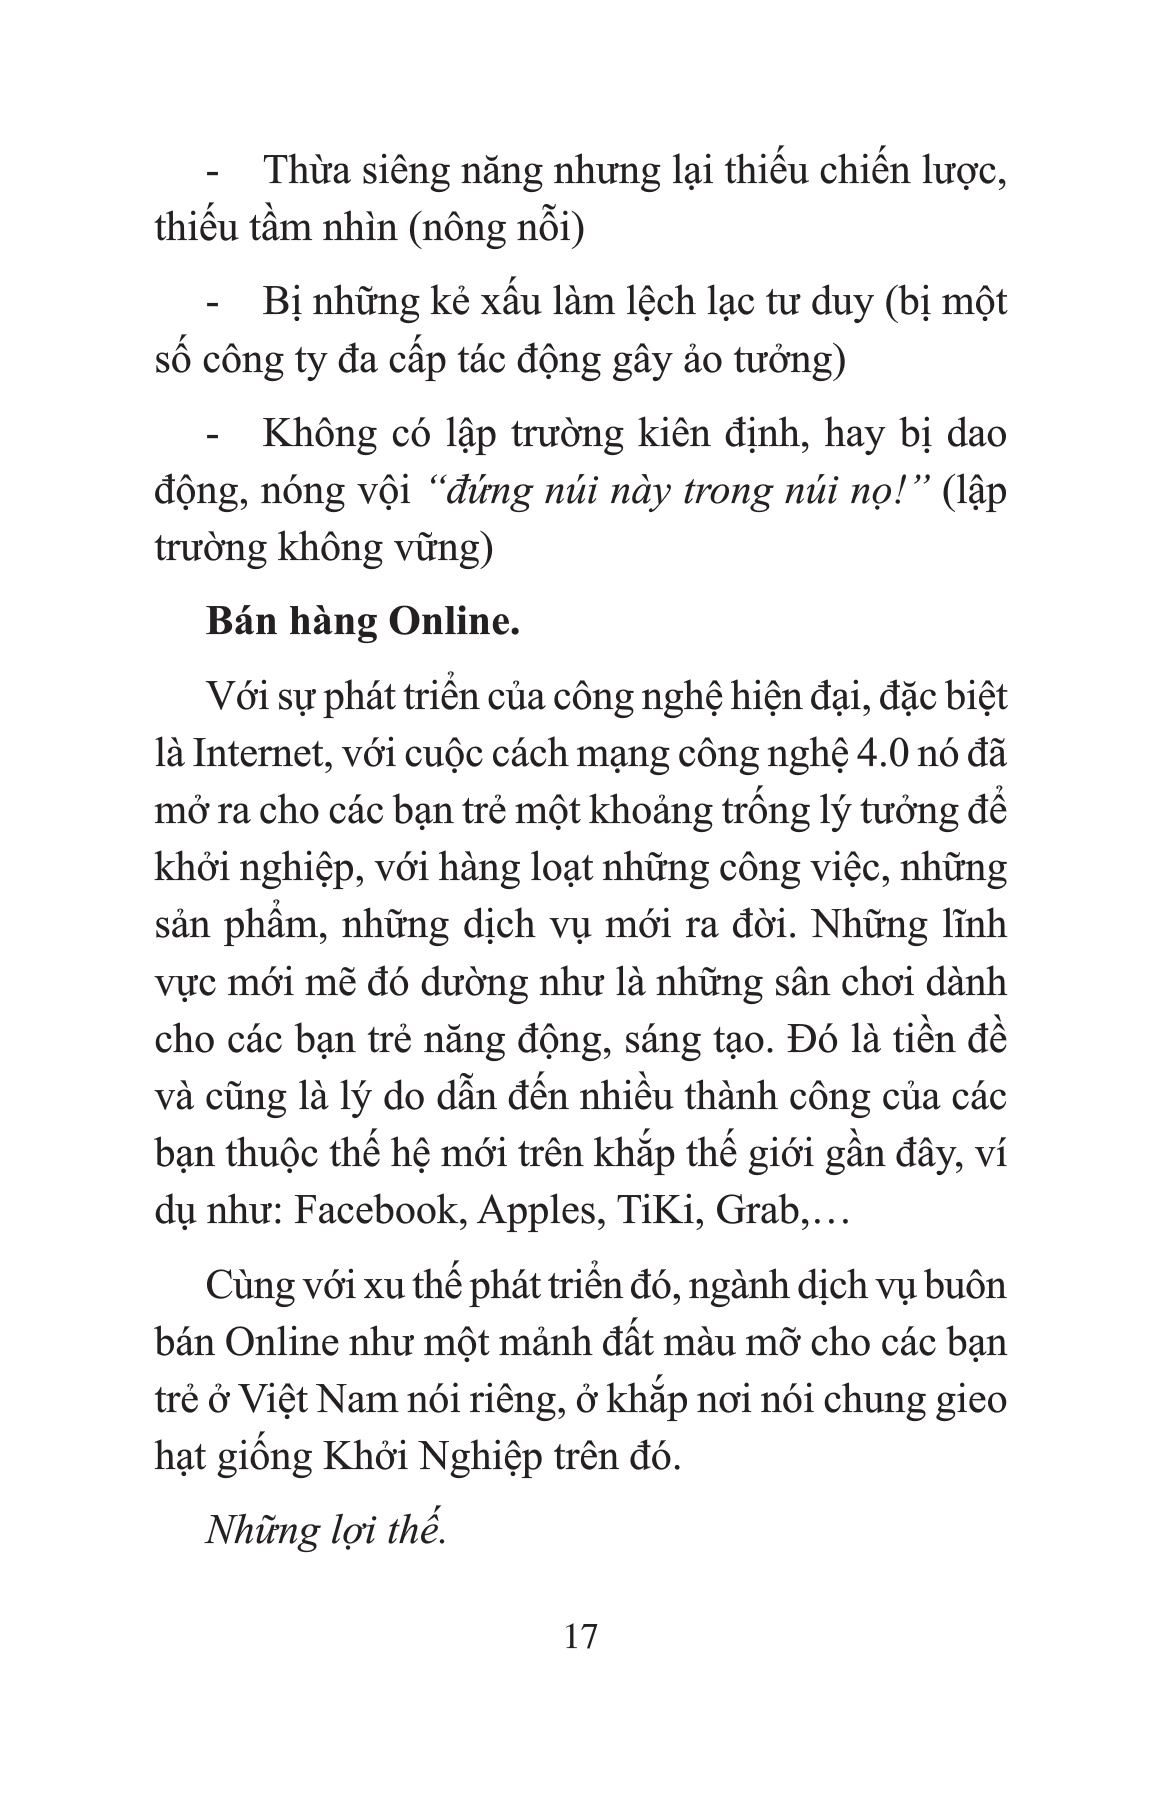 - Thừa siêng năng nhưng lại thiếu chiến lược,
thiếu tầm nhìn (nông nỗi)
- Bị những kẻ xấu làm lệch lạc tư duy (bị một
số công ty đa cấp tác động gây ảo tưởng)
- Không có lập trường kiên định, hay bị dao
động, nóng vội “đứng núi này trong núi nọ!” (lập
trường không vững)
Bán hàng Online.
Với sự phát triển của công nghệ hiện đại, đặc biệt
là Internet, với cuộc cách mạng công nghệ 4.0 nó đã
mở ra cho các bạn trẻ một khoảng trống lý tưởng để
khởi nghiệp, với hàng loạt những công việc, những
sản phẩm, những dịch vụ mới ra đời. Những lĩnh
vực mới mẽ đó dường như là những sân chơi dành
cho các bạn trẻ năng động, sáng tạo. Đó là tiền đề
và cũng là lý do dẫn đến nhiều thành công của các
bạn thuộc thế hệ mới trên khắp thế giới gần đây, ví
dụ như: Facebook, Apples, TiKi, Grab,…
Cùng với xu thế phát triển đó, ngành dịch vụ buôn
bán Online như một mảnh đất màu mỡ cho các bạn
trẻ ở Việt Nam nói riêng, ở khắp nơi nói chung gieo
hạt giống Khởi Nghiệp trên đó.
Những lợi thế.
17